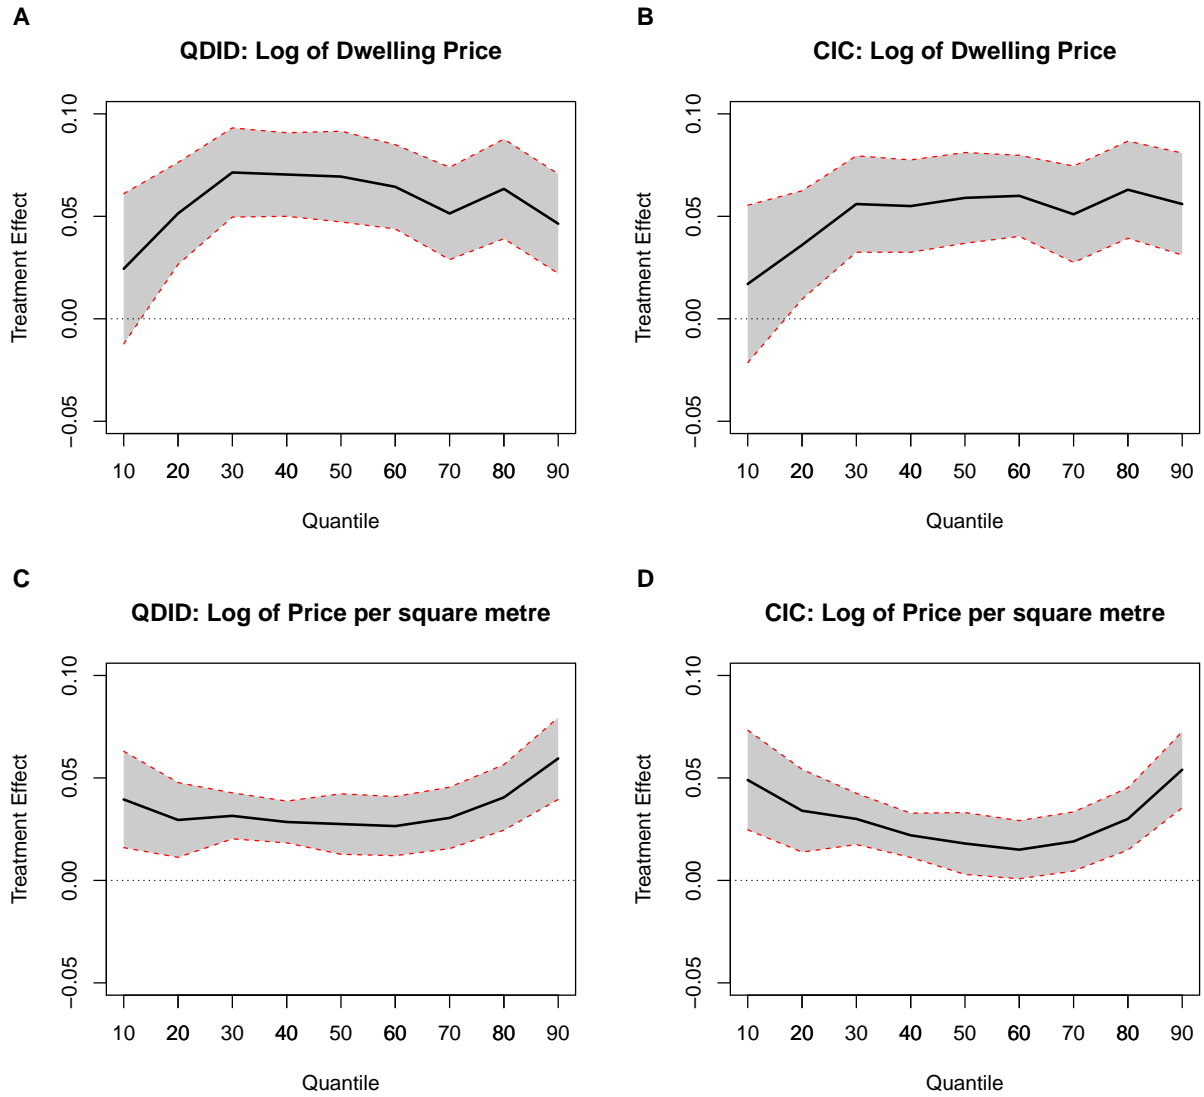 A
QDID: Log of Dwelling Price
Treatment Effect
0.10
0.05
0.00
−0.05
10 20 30 40 50 60 70 80 90
Quantile
B
CIC: Log of Dwelling Price
Treatment Effect
0.10
0.05
0.00
−0.05
10 20 30 40 50 60 70 80 90
Quantile
C
QDID: Log of Price per square metre
Treatment Effect
0.10
0.05
0.00
−0.05
10 20 30 40 50 60 70 80 90
Quantile
D
CIC: Log of Price per square metre
Treatment Effect
0.10
0.05
0.00
−0.05
10 20 30 40 50 60 70 80 90
Quantile